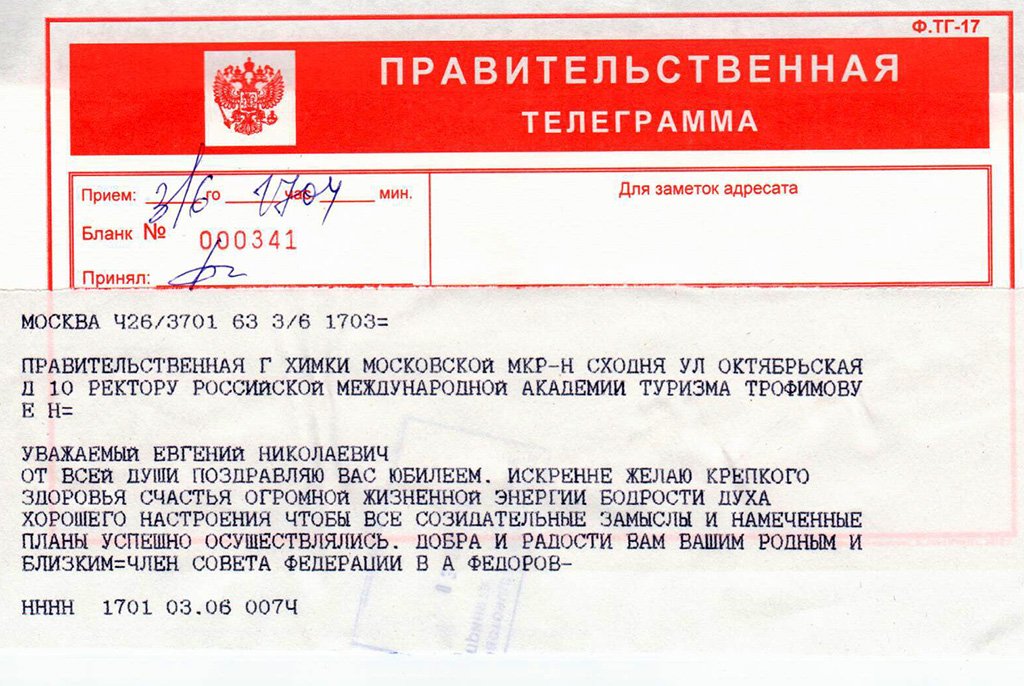 Ф.ТГ-17
ПРАВИТЕЛЬСТВЕННАЯ
ТЕЛЕГРАММА
Прием: 3/6 го 1704 час мин.
Для заметок адресата
Бланк № 000341
Принял:
МОСКВА Ч26/3701 63 3/6 1703=
ПРАВИТЕЛЬСТВЕННАЯ Г ХИМКИ МОСКОВСКОЙ МКР-Н СХОДНЯ УЛ ОКТЯБРЬСКАЯ
Д 10 РЕКТОРУ РОССИЙСКОЙ МЕЖДУНАРОДНОЙ АКАДЕМИИ ТУРИЗМА ТРОФИМОВУ
Е Н=
УВАЖАЕМЫЙ ЕВГЕНИЙ НИКОЛАЕВИЧ
ОТ ВСЕЙ ДУШИ ПОЗДРАВЛЯЮ ВАС ЮБИЛЕЕМ. ИСКРЕННЕ ЖЕЛАЮ КРЕПКОГО
ЗДОРОВЬЯ СЧАСТЬЯ ОГРОМНОЙ ЖИЗНЕННОЙ ЭНЕРГИИ БОДРОСТИ ДУХА
ХОРОШЕГО НАСТРОЕНИЯ ЧТОБЫ ВСЕ СОЗИДАТЕЛЬНЫЕ ЗАМЫСЛЫ И НАМЕЧЕННЫЕ
ПЛАНЫ УСПЕШНО ОСУЩЕСТВЛЯЛИСЬ. ДОБРА И РАДОСТИ ВАМ ВАШИМ РОДНЫМ И
БЛИЗКИМ=ЧЛЕН СОВЕТА ФЕДЕРАЦИИ В А ФЕДОРОВ-
НННН 1701 03.06 007Ч